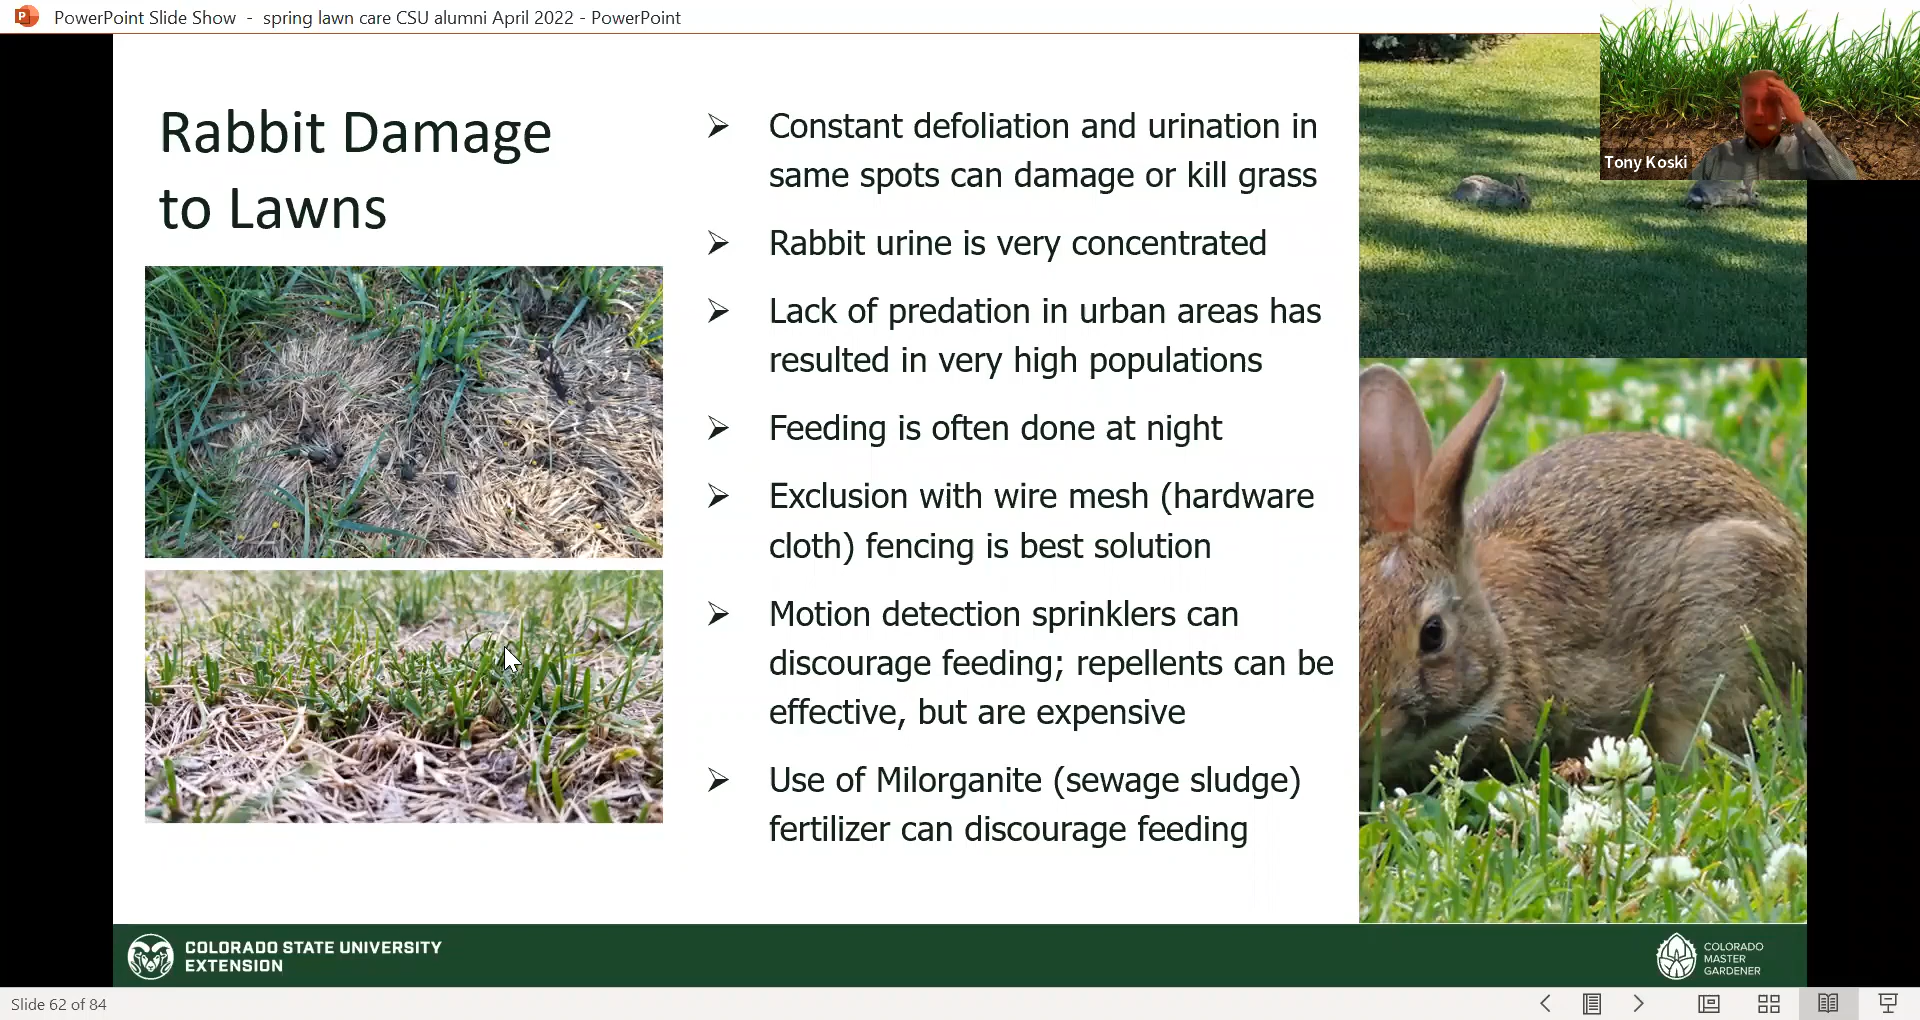 PowerPoint Slide Show - spring lawn care CSU alumni April 2022 - PowerPoint
Tony Koski
Rabbit Damage
to Lawns
Constant defoliation and urination in
same spots can damage or kill grass
Rabbit urine is very concentrated
Lack of predation in urban areas has
resulted in very high populations
Feeding is often done at night
Exclusion with wire mesh (hardware
cloth) fencing is best solution
Motion detection sprinklers can
discourage feeding; repellents can be
effective, but are expensive
Use of Milorganite (sewage sludge)
fertilizer can discourage feeding
COLORADO STATE UNIVERSITY
EXTENSION
COLORADO
MASTER
GARDENER
Slide 62 of 84